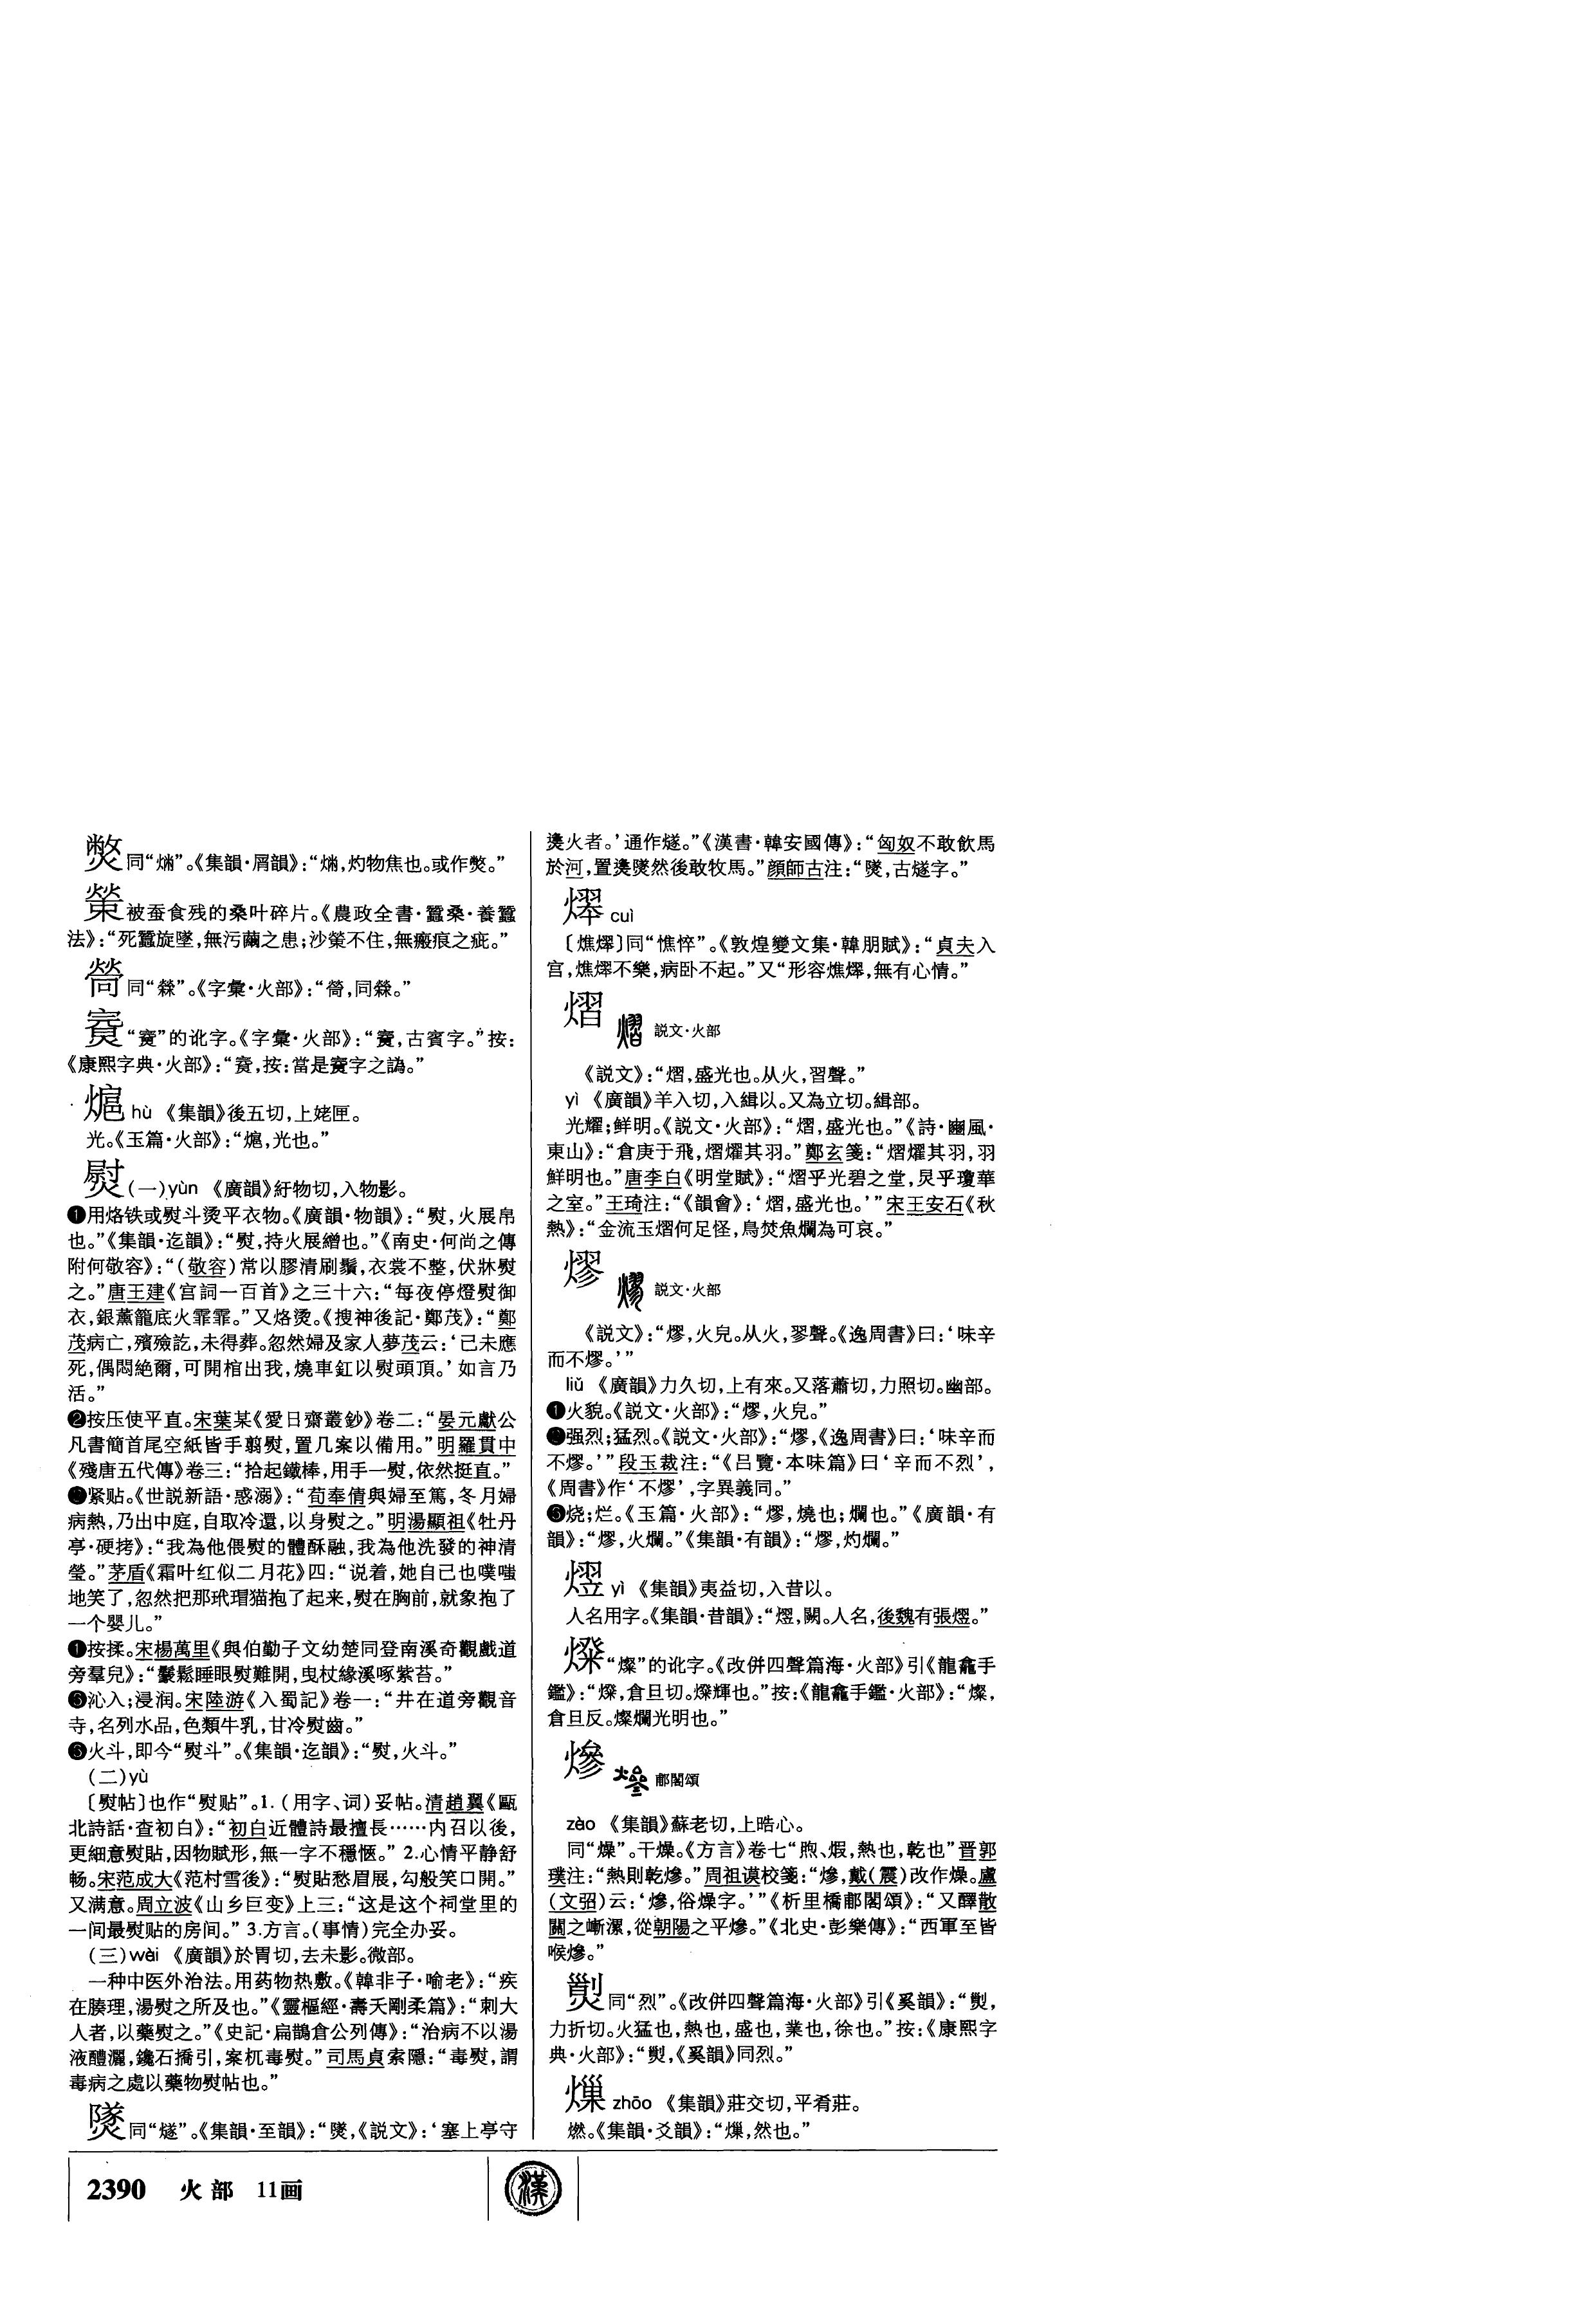 同“焫”。《集韻·屑韻》：“焫，灼物焦也。或作焚。”
被蚕食残的桑叶碎片。《農政全書·蠶桑·養蠶
法》：“死蠶旋墜，無污繭之患；沙䉎不住，無瘢痕之疵。”
同“䋨”。《字彙·火部》：
“的讹字。《字彙·火部》：古賓字。”按：
《康熙字典·火部》：按：當是字之譌。”
熩 hù 《集韻》後五切，上姥匣。
光。《玉篇·火部》：“熩，光也。”
熨 (一)yùn 《廣韻》紆物切，入物影。
❶用烙铁或熨斗烫平衣物。《廣韻·物韻》：“熨，火展帛
也。”《集韻·迄韻》：“熨，持火展繒也。”《南史·何尚之傳
附何敬容》：“（敬容）常以膠清刷鬚，衣裳不整，伏牀熨
之。”唐王建《宫詞一百首》之三十六：“每夜停燈熨御
衣，銀薰籠底火霏霏。”又烙烫。《搜神後記·鄭茂》：“鄭
茂病亡，殯殮訖，未得葬。忽然婦及家人夢茂云：‘己未應
死，偶悶絶爾，可開棺出我，燒車釭以熨頭頂。’如言乃
活。”
❷按压使平直。宋葉某《愛日齋叢鈔》卷二：“晏元獻公
凡書簡首尾空紙皆手翦熨，置几案以備用。”明羅貫中
《殘唐五代傳》卷三：“拾起鐵棒，用手一熨，依然挺直。”
❸紧贴。《世説新語·惑溺》：“荀奉倩與婦至篤，冬月婦
病熱，乃出中庭，自取冷還，以身熨之。”明湯顯祖《牡丹
亭·硬拷》：“我為他偎熨的體酥融，我為他洗發的神清
瑩。”茅盾《霜叶红似二月花》四：“说着，她自己也噗嗤
地笑了，忽然把那玳瑁猫抱了起来，熨在胸前，就象抱了
一个婴儿。”
❹按揉。宋楊萬里《與伯勤子文幼楚同登南溪奇觀戲道
旁羣兒》：“鬅鬆睡眼熨難開，曳杖緣溪啄紫苔。”
❺沁入；浸润。宋陸游《入蜀記》卷一：“井在道旁觀音
寺，名列水品，色類牛乳，甘冷熨齒。”
❻火斗，即今“熨斗”。《集韻·迄韻》：“熨，火斗。”
(二)yù
〔熨帖〕也作“熨贴”。1.（用字、词）妥帖。清趙翼《甌
北詩話·查初白》：“初白近體詩最擅長……内召以後，
更細意熨貼，因物賦形，無一字不穩愜。” 2.心情平静舒
畅。宋范成大《范村雪後》：“熨貼愁眉展，勾般笑口開。”
又满意。周立波《山乡巨变》上三：“这是这个祠堂里的
一间最熨贴的房间。” 3.方言。（事情）完全办妥。
(三)wèi 《廣韻》於胃切，去未影。微部。
一种中医外治法。用药物热敷。《韓非子·喻老》：“疾
在腠理，湯熨之所及也。”《靈樞經·壽夭剛柔篇》：“刺大
人者，以藥熨之。”《史記·扁鵲倉公列傳》：“治病不以湯
液醴灑，鑱石撟引，案杌毒熨。”司馬貞索隱：“毒熨，謂
毒病之處以藥物熨帖也。”
同“燧”。《集韻·至韻》：《説文》：‘塞上亭守
㷭火者。’通作燧。”《漢書·韓安國傳》：“匈奴不敢飲馬
於河，置㷭然後敢牧馬。”顔師古注：古燧字。”
㷪 cuì
〔燋㷪〕同“憔悴”。《敦煌變文集·韓朋賦》：“貞夫入
宫，燋㷪不樂，病卧不起。”又“形容燋㷪，無有心情。”
熠 説文·火部
《説文》：“熠，盛光也。从火，習聲。”
yì 《廣韻》羊入切，入緝以。又為立切。緝部。
光耀；鲜明。《説文·火部》：“熠，盛光也。”《詩·豳風·
東山》：“倉庚于飛，熠燿其羽。”鄭玄箋：“熠燿其羽，羽
鮮明也。”唐李白《明堂賦》：“熠乎光碧之堂，炅乎瓊華
之室。”王琦注：“《韻會》：‘熠，盛光也。’”宋王安石《秋
熱》：“金流玉熠何足怪，鳥焚魚爛為可哀。”
熮 説文·火部
《説文》：“熮，火皃。从火，翏聲。《逸周書》曰：‘味辛
而不熮。’”
liǔ 《廣韻》力久切，上有來。又落蕭切，力照切。幽部。
❶火貌。《説文·火部》：“熮，火皃。”
❷强烈；猛烈。《説文·火部》：“熮，《逸周書》曰：‘味辛而
不熮。’”段玉裁注：“《吕覽·本味篇》曰‘辛而不烈’，
《周書》作‘不熮’，字異義同。”
❸烧；烂。《玉篇·火部》：“熮，燒也；爛也。”《廣韻·有
韻》：“熮，火爛。”《集韻·有韻》：“熮，灼爛。”
熤 yì 《集韻》夷益切，入昔以。
人名用字。《集韻·昔韻》：“熤，闕。人名，後魏有張熤。”
“燦”的讹字。《改併四聲篇海·火部》引《龍龕手
鑑》：倉旦切。輝也。”按：《龍龕手鑑·火部》：“燦，
倉旦反。燦爛光明也。”
㷸 郙閣頌
zào 《集韻》蘇老切，上晧心。
同“燥”。干燥。《方言》卷七“煦、煆，熱也，乾也”晋郭
璞注：“熱則乾㷸。”周祖谟校箋：“㷸，戴（震）改作燥。盧
（文弨）云：‘㷸，俗燥字。’”《析里橋郙閣頌》：“又醳散
關之嶃漯，從朝陽之平㷸。”《北史·彭樂傳》：“西軍至皆
喉㷸。”
同“烈”。《改併四聲篇海·火部》引《奚韻》：
力折切。火猛也，熱也，盛也，業也，徐也。”按：《康熙字
典·火部》：《奚韻》同烈。”
㷹 zhāo 《集韻》莊交切，平肴莊。
燃。《集韻·爻韻》：然也。”
2390 火部 11画
漢